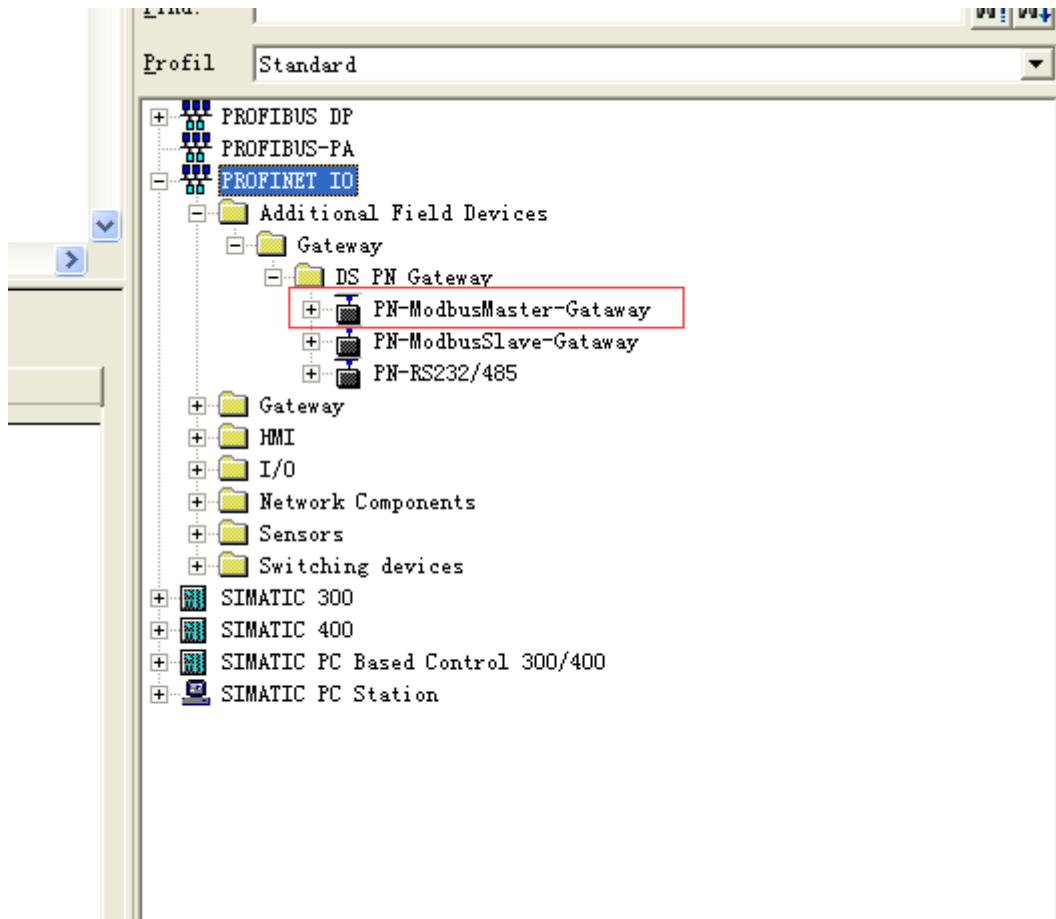 Profil Standard
PROFIBUS DP
PROFIBUS-PA
PROFINET IO
Additional Field Devices
Gateway
DS PN Gateway
PN-ModbusMaster-Gataway
PN-ModbusSlave-Gataway
PN-RS232/485
Gateway
HMI
I/O
Network Components
Sensors
Switching devices
SIMATIC 300
SIMATIC 400
SIMATIC PC Based Control 300/400
SIMATIC PC Station